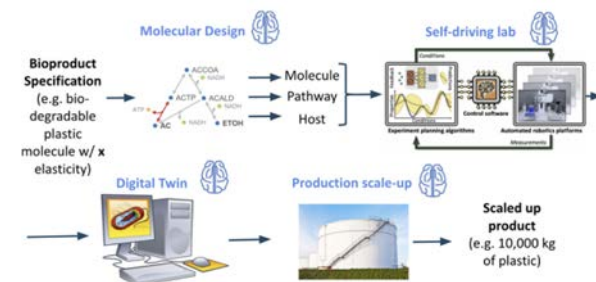 Molecular Design
Self-driving lab
Bioproduct
Specification
(e.g. bio-
degradable
plastic
molecule w/ x
elasticity)
ACCOA
NADH
ACTP
ACALD
NADH
ATP
AC
NADH
ETOH
Molecule
Pathway
Host
Conditions
Conditions
Control software
Experiment planning algorithms
Automated robotics platforms
Measurements
Digital Twin
Production scale-up
Scaled up
product
(e.g. 10,000 kg
of plastic)